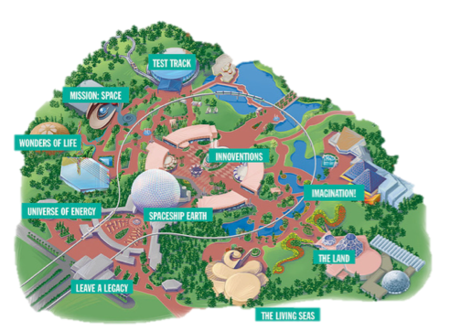 TEST TRACK
MISSION: SPACE
WONDERS OF LIFE
INNOVENTIONS
IMAGINATION!
UNIVERSE OF ENERGY
SPACESHIP EARTH
THE LAND
LEAVE A LEGACY
THE LIVING SEAS